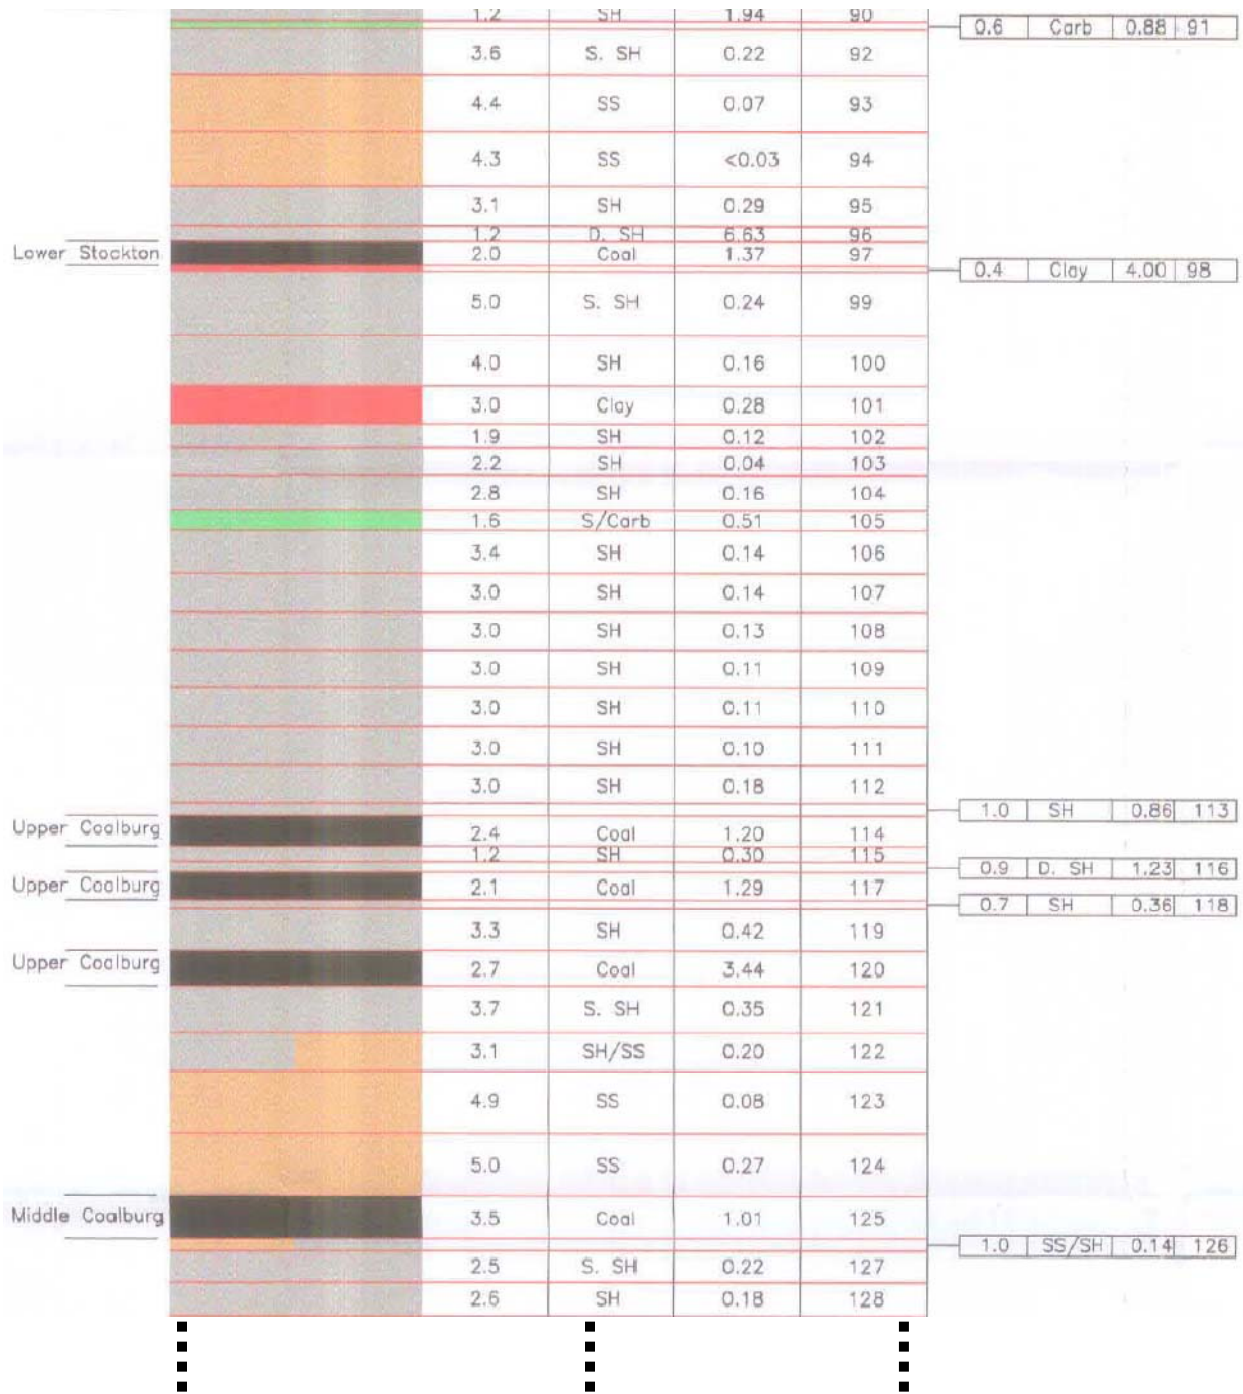 1.2 SH 1.94 90
0.6 Carb 0.88 91
3.6 S. SH 0.22 92
4.4 SS 0.07 93
4.3 SS <0.03 94
3.1 SH 0.29 95
1.2 D. SH 6.63 96
Lower Stockton 2.0 Coal 1.37 97
0.4 Clay 4.00 98
5.0 S. SH 0.24 99
4.0 SH 0.16 100
3.0 Clay 0.28 101
1.9 SH 0.12 102
2.2 SH 0.04 103
2.8 SH 0.16 104
1.6 S/Carb 0.51 105
3.4 SH 0.14 106
3.0 SH 0.14 107
3.0 SH 0.13 108
3.0 SH 0.11 109
3.0 SH 0.11 110
3.0 SH 0.10 111
3.0 SH 0.18 112
1.0 SH 0.86 113
Upper Coalburg 2.4 Coal 1.20 114
1.2 SH 0.30 115
0.9 D. SH 1.23 116
Upper Coalburg 2.1 Coal 1.29 117
0.7 SH 0.36 118
3.3 SH 0.42 119
Upper Coalburg 2.7 Coal 3.44 120
3.7 S. SH 0.35 121
3.1 SH/SS 0.20 122
4.9 SS 0.08 123
5.0 SS 0.27 124
Middle Coalburg 3.5 Coal 1.01 125
1.0 SS/SH 0.14 126
2.5 S. SH 0.22 127
2.6 SH 0.18 128